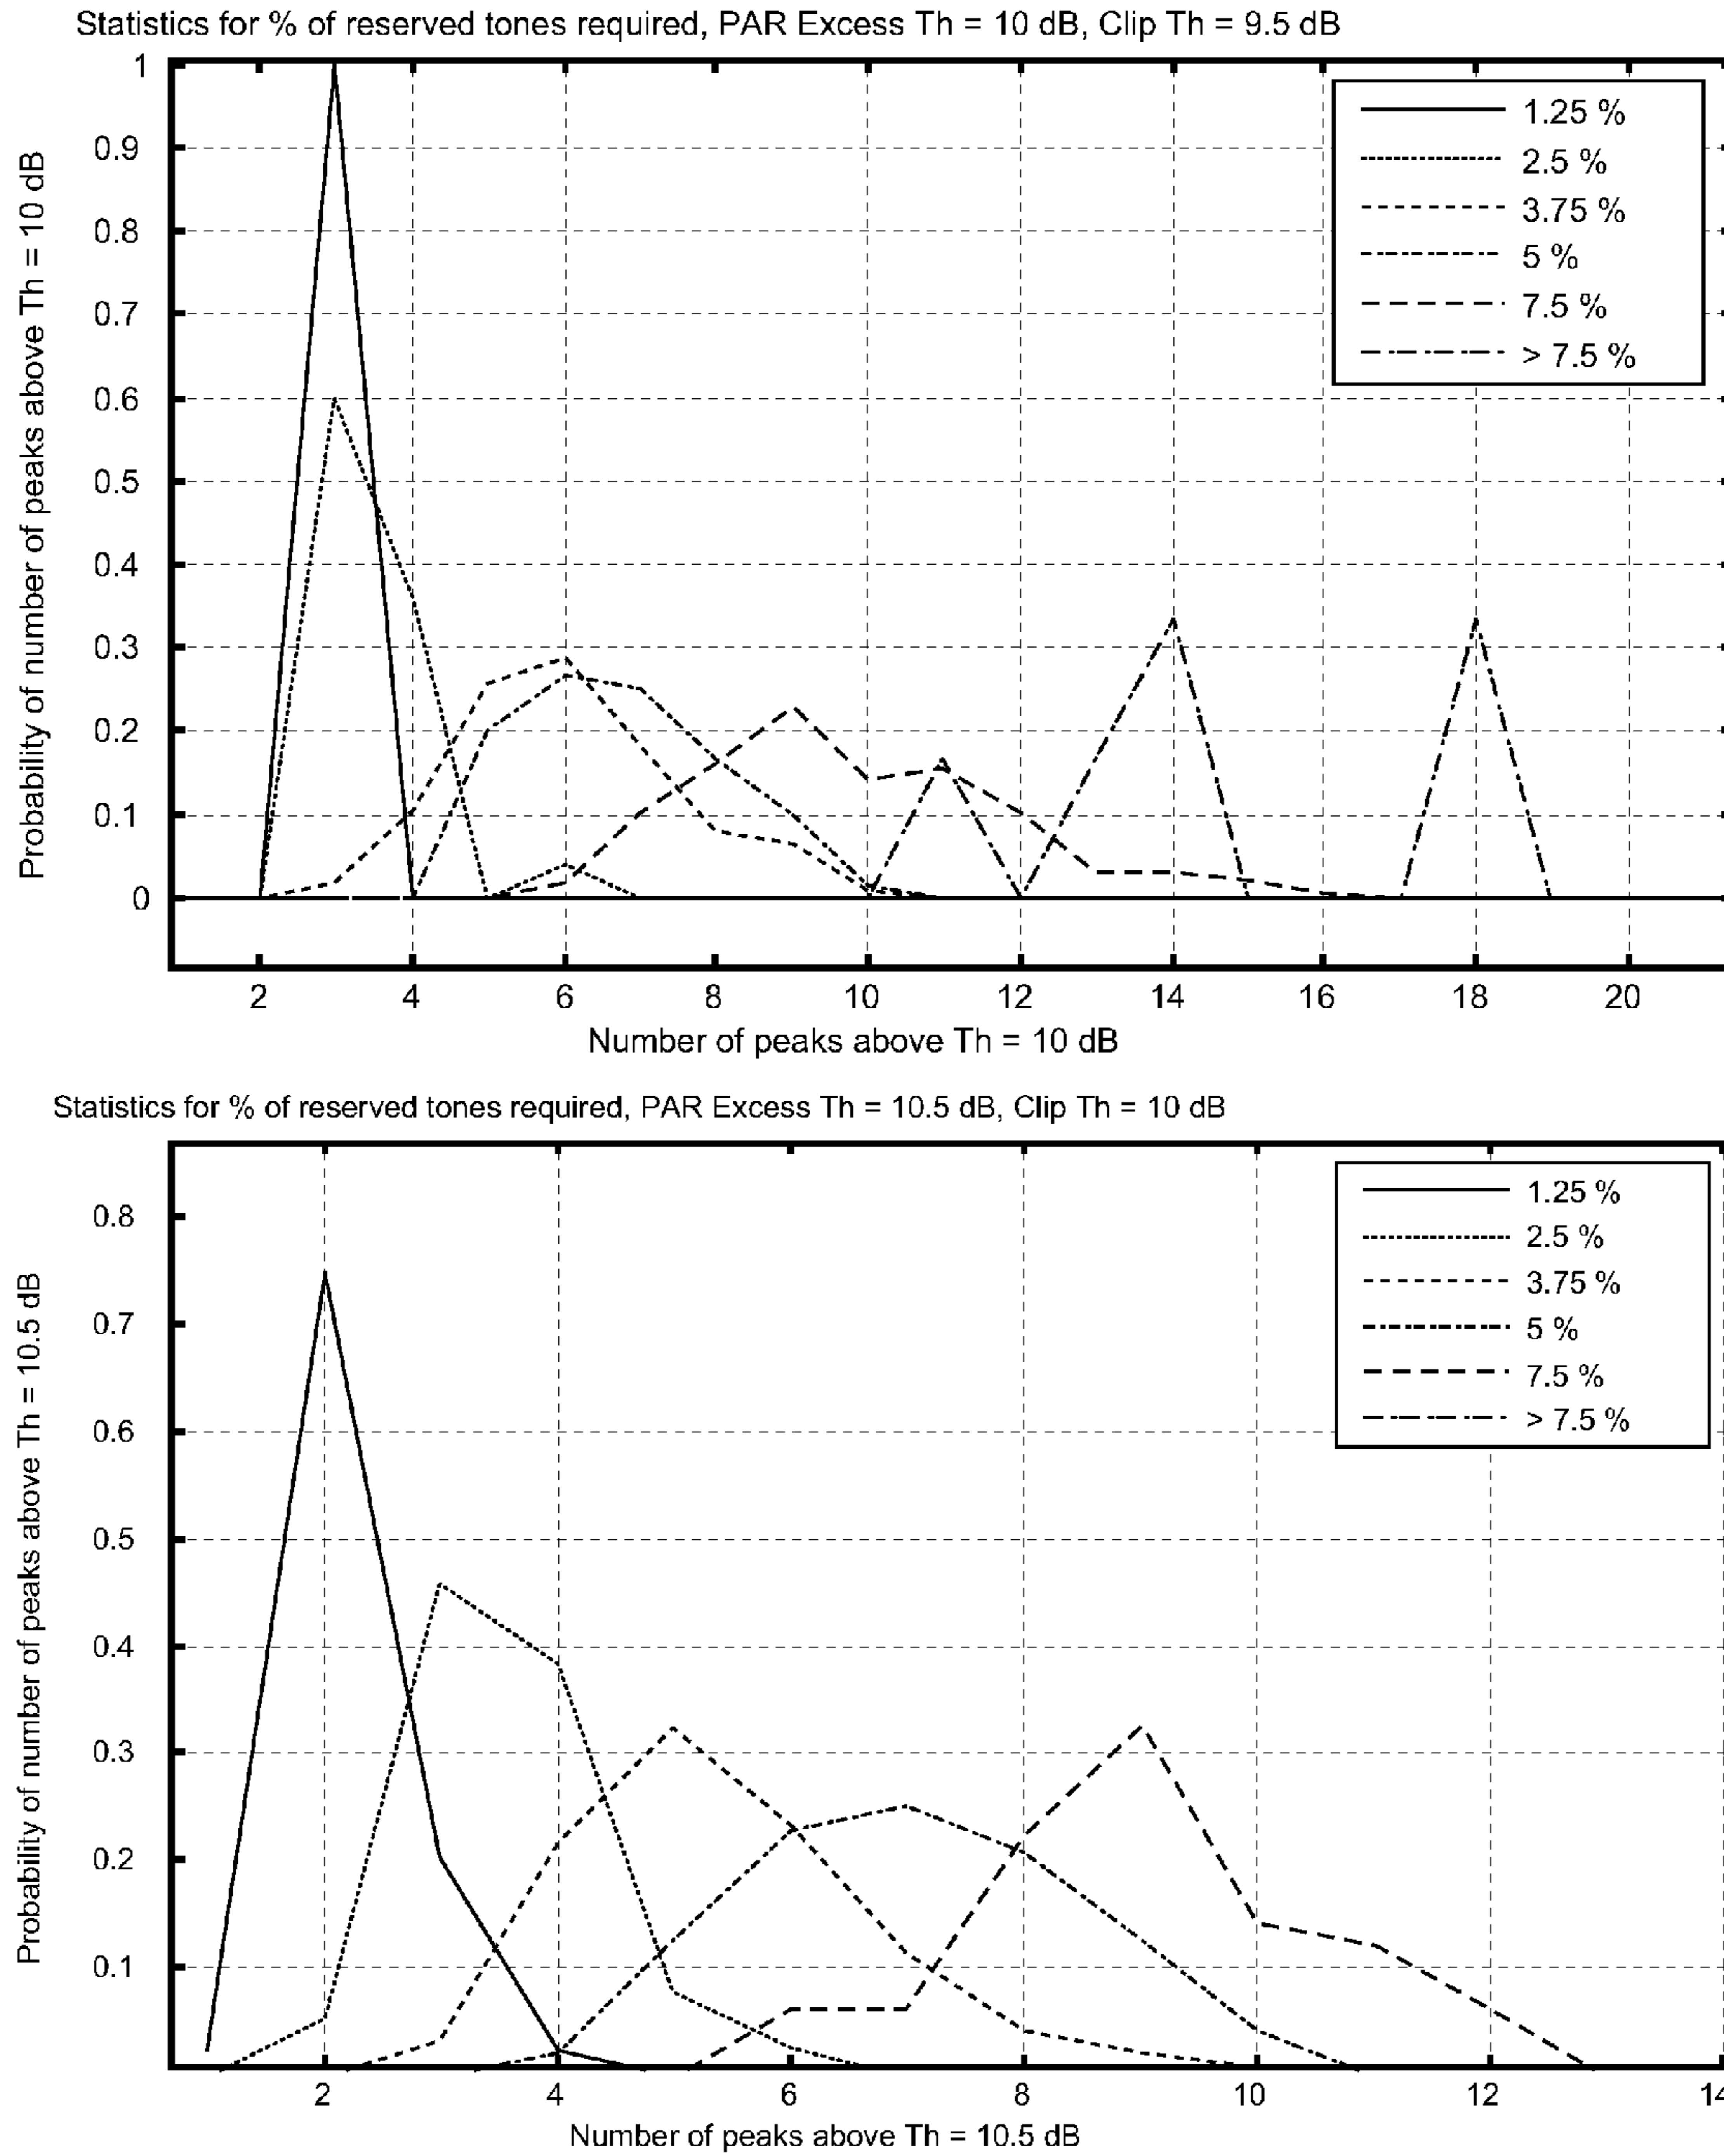 Statistics for % of reserved tones required, PAR Excess Th = 10 dB, Clip Th = 9.5 dB
Probability of number of peaks above Th = 10 dB
1
0.9
0.8
0.7
0.6
0.5
0.4
0.3
0.2
0.1
0
1.25 %
2.5 %
3.75 %
5 %
7.5 %
> 7.5 %
2 4 6 8 10 12 14 16 18 20
Number of peaks above Th = 10 dB
Statistics for % of reserved tones required, PAR Excess Th = 10.5 dB, Clip Th = 10 dB
Probability of number of peaks above Th = 10.5 dB
0.8
0.7
0.6
0.5
0.4
0.3
0.2
0.1
1.25 %
2.5 %
3.75 %
5 %
7.5 %
> 7.5 %
2 4 6 8 10 12 14
Number of peaks above Th = 10.5 dB